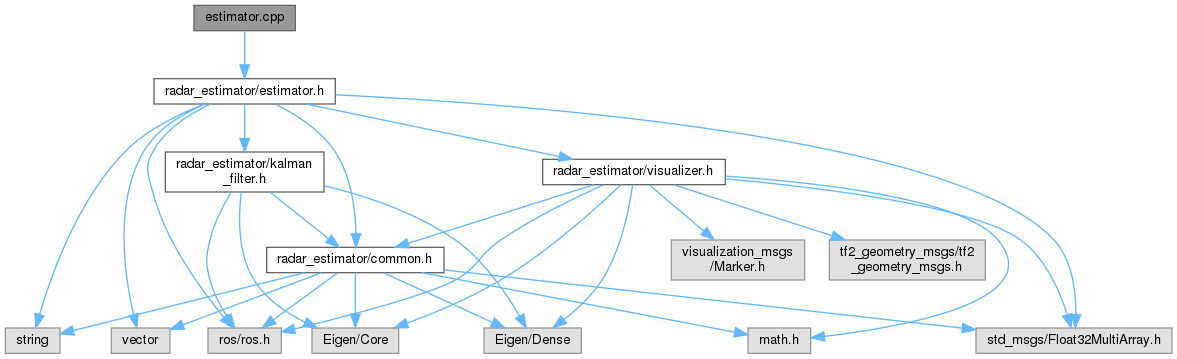 estimator.cpp
radar_estimator/estimator.h
radar_estimator/kalman
_filter.h
radar_estimator/visualizer.h
radar_estimator/common.h
visualization_msgs
/Marker.h
tf2_geometry_msgs/tf2
_geometry_msgs.h
string
vector
ros/ros.h
Eigen/Core
Eigen/Dense
math.h
std_msgs/Float32MultiArray.h